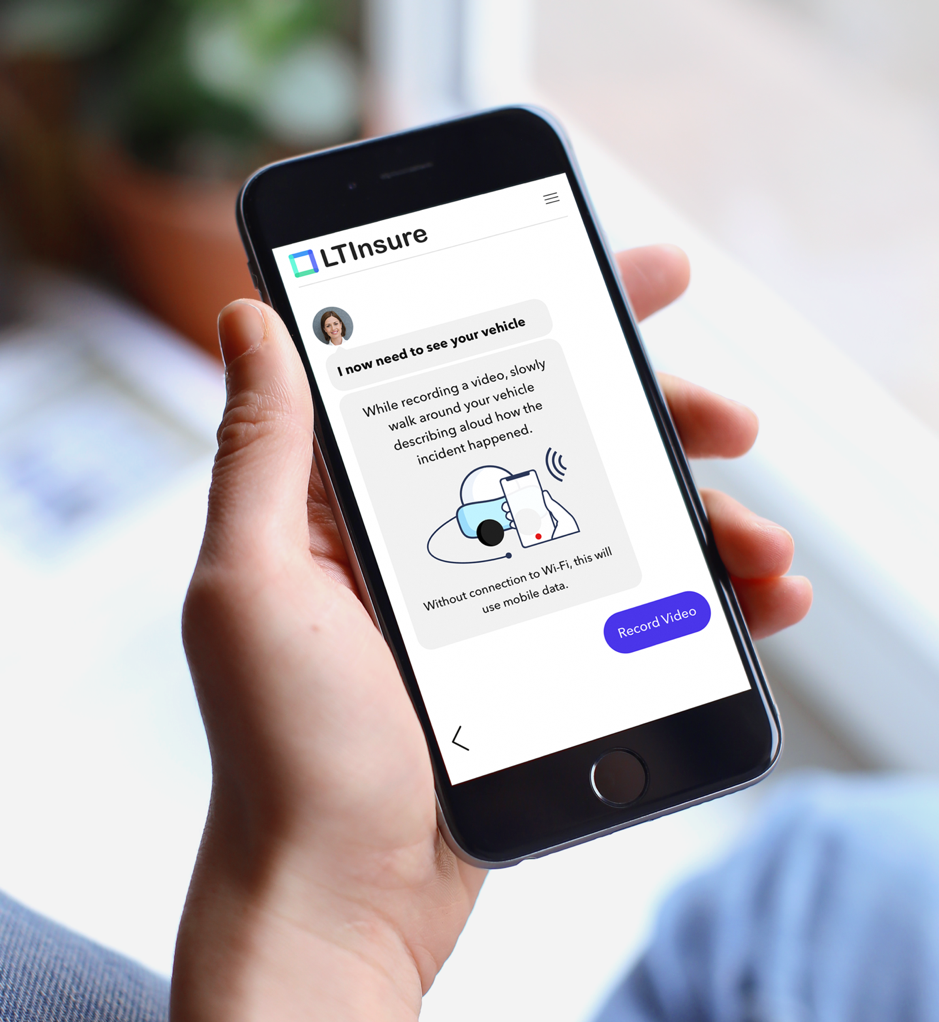 LTInsure
I now need to see your vehicle
While recording a video, slowly
walk around your vehicle
describing aloud how the
incident happened.
Without connection to Wi-Fi, this will
use mobile data.
Record Video